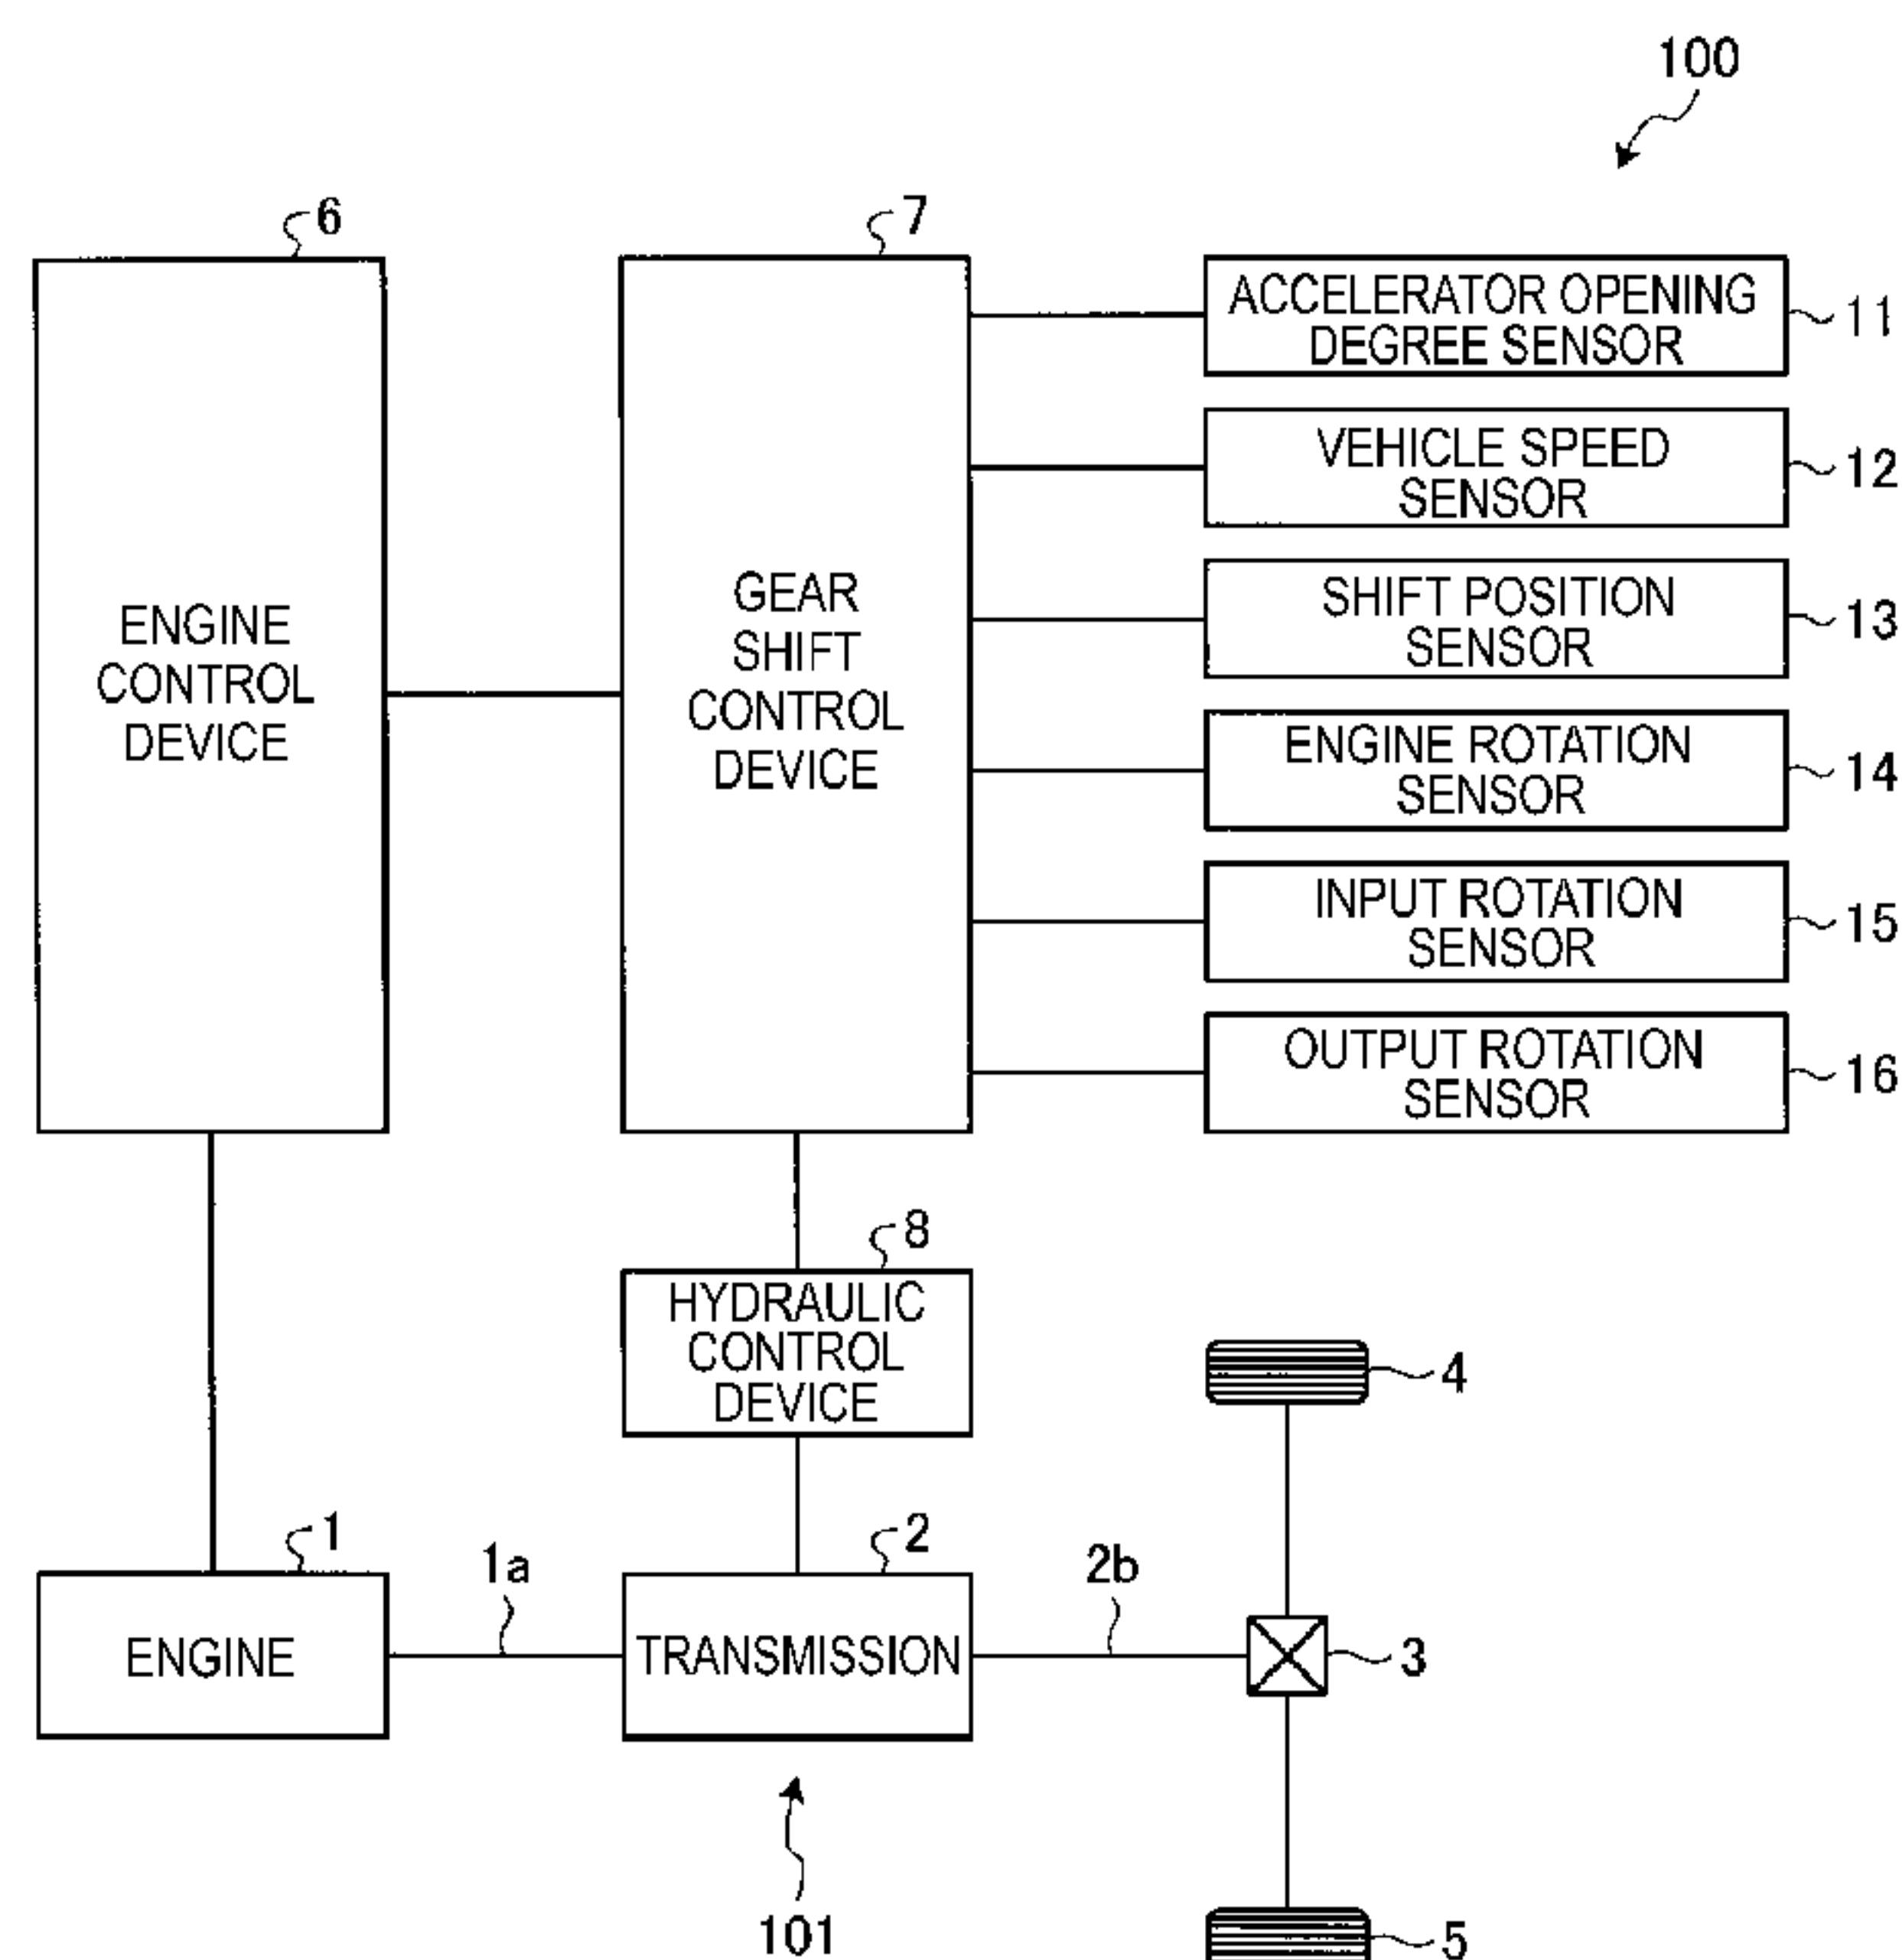 100
6
7
ENGINE
CONTROL
DEVICE
GEAR
SHIFT
CONTROL
DEVICE
ACCELERATOR OPENING
DEGREE SENSOR
11
VEHICLE SPEED
SENSOR
12
SHIFT POSITION
SENSOR
13
ENGINE ROTATION
SENSOR
14
INPUT ROTATION
SENSOR
15
OUTPUT ROTATION
SENSOR
16
8
HYDRAULIC
CONTROL
DEVICE
4
1
ENGINE
1a
2
TRANSMISSION
2b
3
101
5